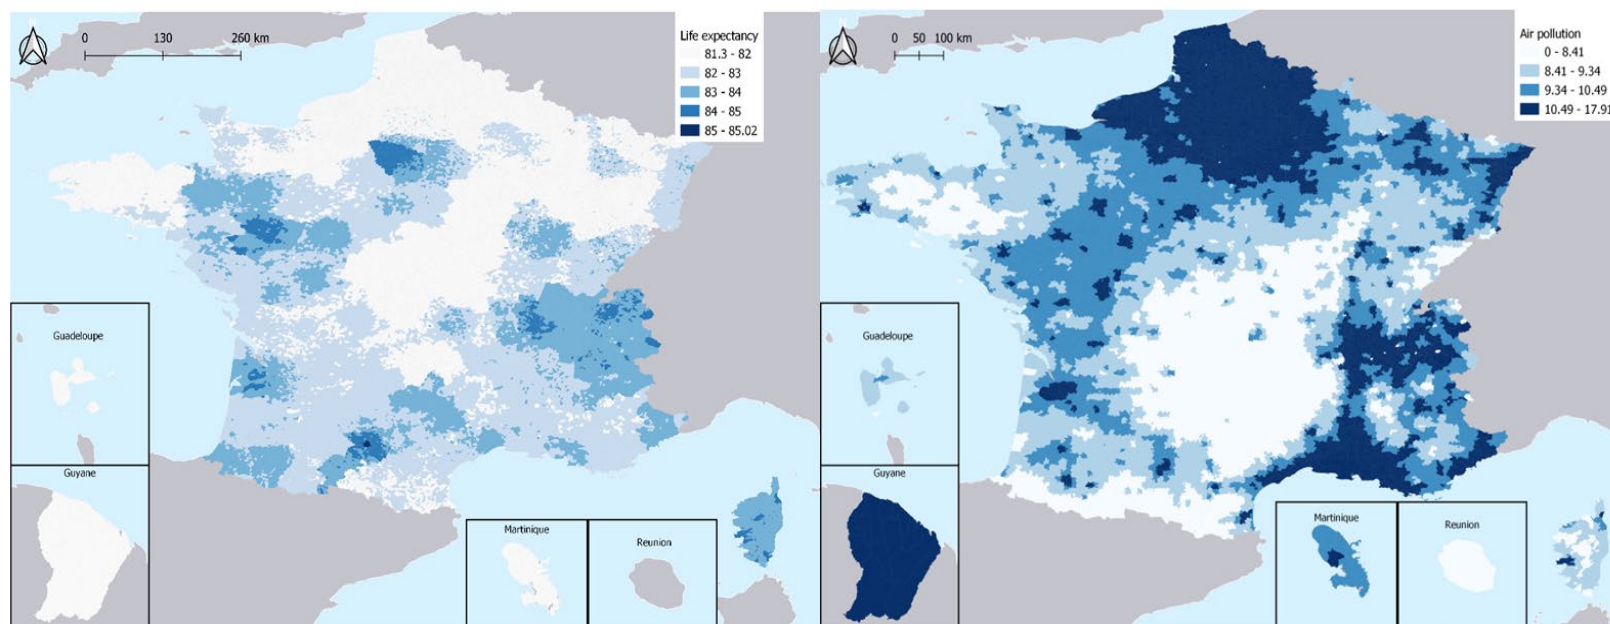 0 130 260 km
Life expectancy
81.3 - 82
82 - 83
83 - 84
84 - 85
85 - 85.02
Guadeloupe
Guyane
Martinique
Reunion
0 50 100 km
Air pollution
0 - 8.41
8.41 - 9.34
9.34 - 10.49
10.49 - 17.91
Guadeloupe
Guyane
Martinique
Reunion